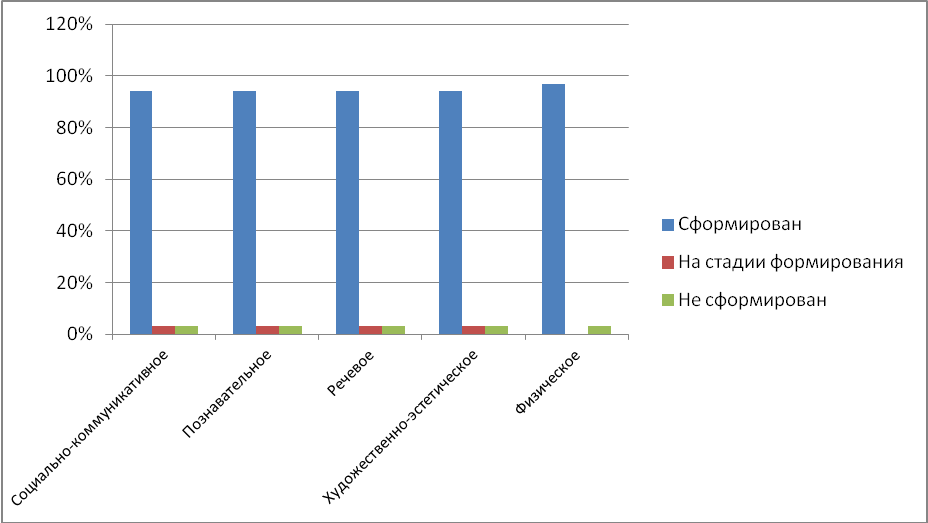 120%
100%
80%
60%
40%
20%
0%
Социально-коммуникативное
Познавательное
Речевое
Художественно-эстетическое
Физическое
Сформирован
На стадии формирования
Не сформирован